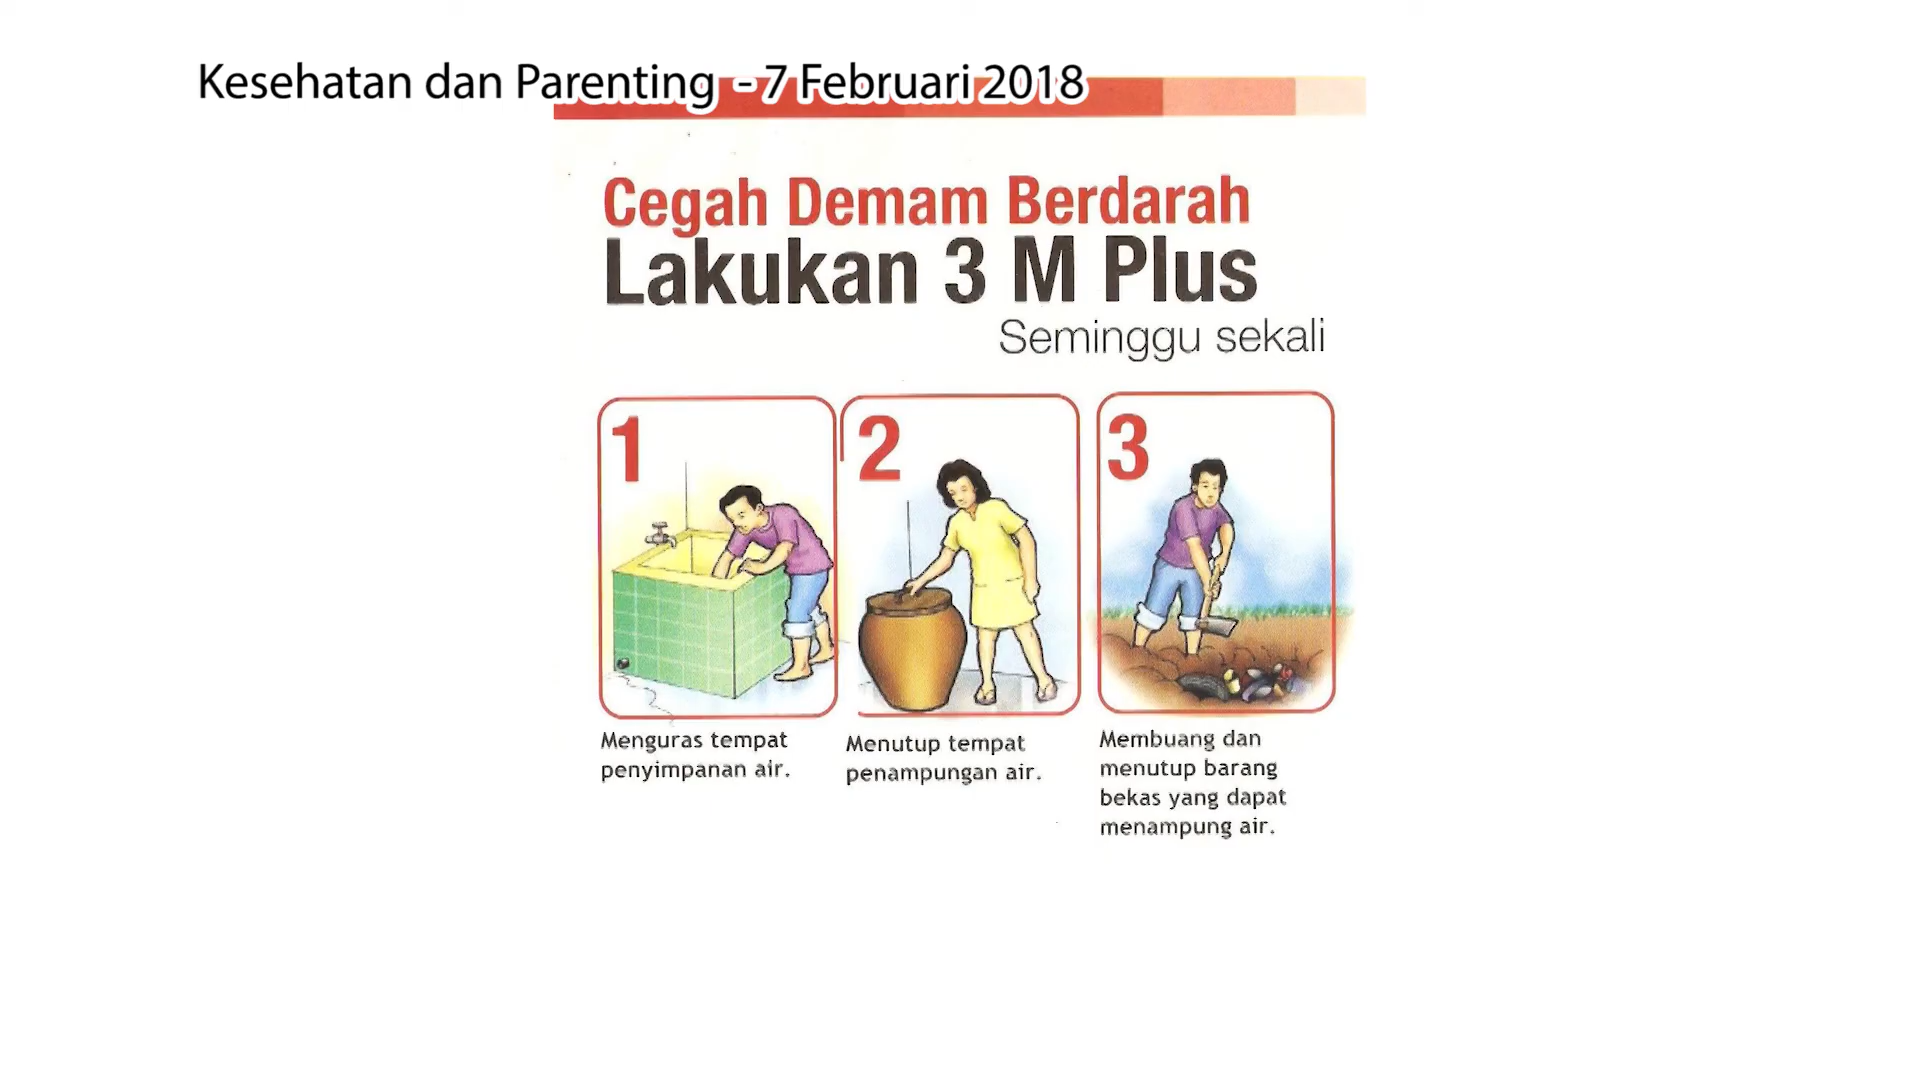 Kesehatan dan Parenting - 7 Februari 2018
Cegah Demam Berdarah
Lakukan 3 M Plus
Seminggu sekali
1
2
3
Menguras tempat
penyimpanan air.
Menutup tempat
penampungan air.
Membuang dan
menutup barang
bekas yang dapat
menampung air.